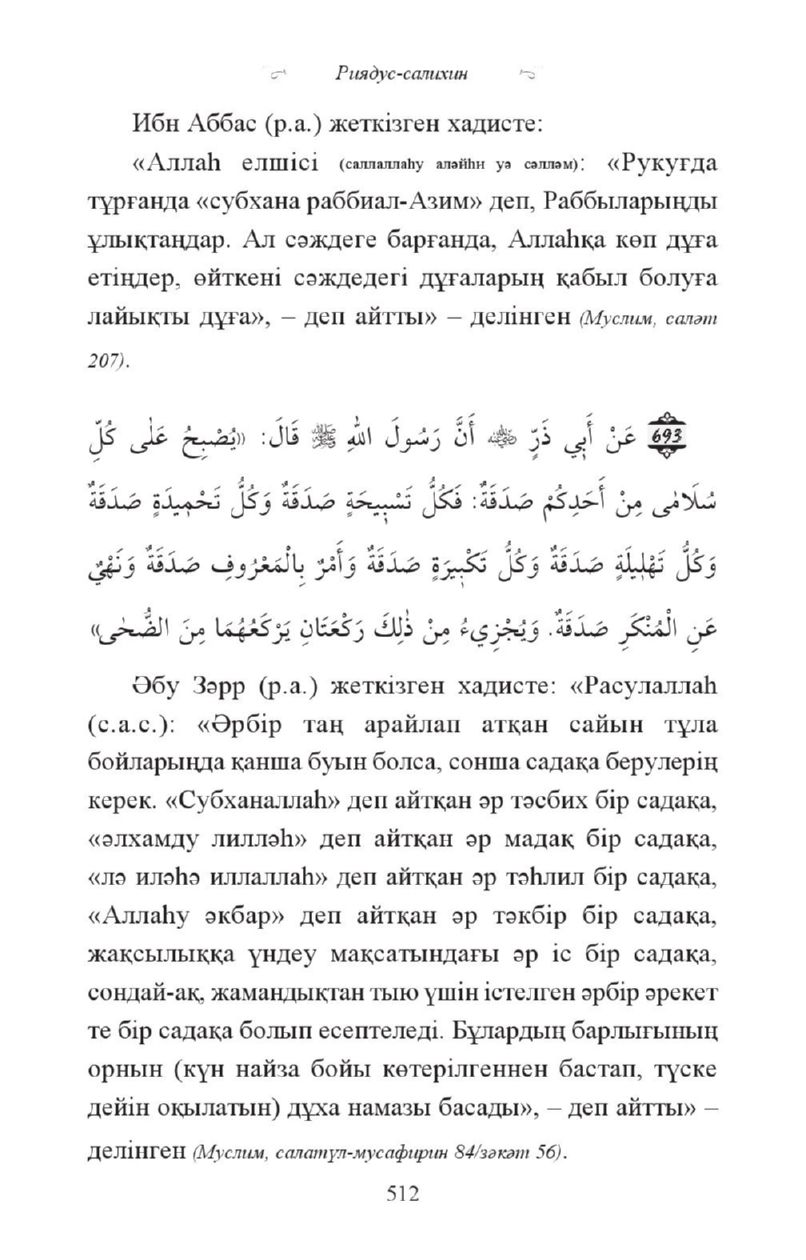 Риядус-салихин
Ибн Аббас (р.а.) жеткізген хадисте:
«Аллаһ елшісі (саллаллаһу аләйһи уә сәлләм): «Рукуғда
тұрғанда «субхана раббиал-Азим» деп, Раббыларыңды
ұлықтаңдар. Ал сәждеге барғанда, Аллаһқа көп дұға
етіңдер, өйткені сәждедегі дұғаларың қабыл болуға
лайықты дұға», – деп айтты» – делінген (Муслим, саләт
207).
693 عَنْ أَبِي ذَرٍّ ﷺ أَنَّ رَسُولَ اللهِ ﷺ قَالَ: «يُصْبِحُ عَلٰى كُلِّ
سُلَامٰى مِنْ أَحَدِكُمْ صَدَقَةٌ: فَكُلُّ تَسْبِيحَةٍ صَدَقَةٌ وَكُلُّ تَحْمِيدَةٍ صَدَقَةٌ
وَكُلُّ تَهْلِيلَةٍ صَدَقَةٌ وَكُلُّ تَكْبِيرَةٍ صَدَقَةٌ وَأَمْرٌ بِالْمَعْرُوفِ صَدَقَةٌ وَنَهْيٌ
عَنِ الْمُنْكَرِ صَدَقَةٌ. وَيُجْزِيءُ مِنْ ذٰلِكَ رَكْعَتَانِ يَرْكَعُهُمَا مِنَ الضُّحٰى»
Әбу Зәрр (р.а.) жеткізген хадисте: «Расулаллаһ
(с.а.с.): «Әрбір таң арайлап атқан сайын тұла
бойларыңда қанша буын болса, сонша садақа берулерің
керек. «Субханаллаһ» деп айтқан әр тәсбих бір садақа,
«әлхамду лилләһ» деп айтқан әр мадақ бір садақа,
«лә иләһә иллаллаһ» деп айтқан әр тәһлил бір садақа,
«Аллаһу әкбар» деп айтқан әр тәкбір бір садақа,
жақсылыққа үндеу мақсатындағы әр іс бір садақа,
сондай-ақ, жамандықтан тыю үшін істелген әрбір әрекет
те бір садақа болып есептеледі. Бұлардың барлығының
орнын (күн найза бойы көтерілгеннен бастап, түске
дейін оқылатын) дұха намазы басады», – деп айтты» –
делінген (Муслим, салатүл-мусафирин 84/зәкәт 56).
512